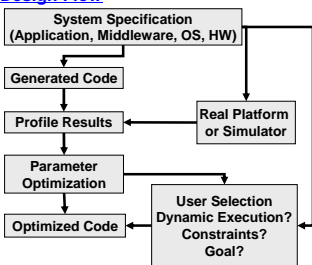 Design Flow
System Specification
(Application, Middleware, OS, HW)
Generated Code
Profile Results
Real Platform
or Simulator
Parameter
Optimization
User Selection
Dynamic Execution?
Constraints?
Goal?
Optimized Code